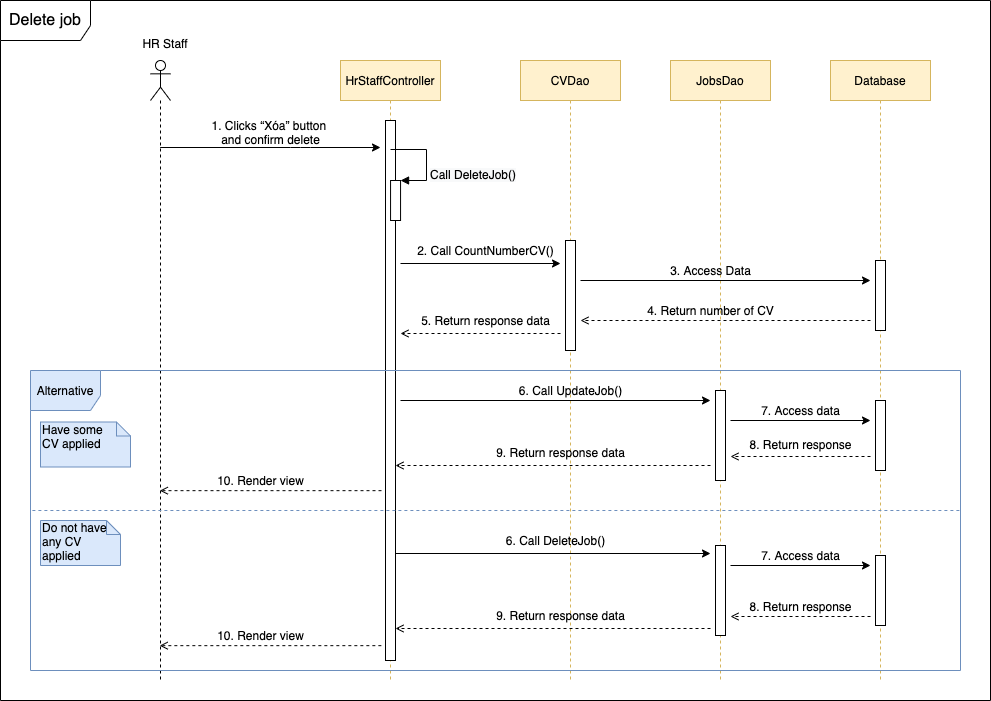 Delete job
HR Staff
HrStaffController
CVDao
JobsDao
Database
1. Clicks “Xóa” button
and confirm delete
Call DeleteJob()
2. Call CountNumberCV()
3. Access Data
4. Return number of CV
5. Return response data
Alternative
Have some
CV applied
6. Call UpdateJob()
7. Access data
8. Return response
9. Return response data
10. Render view
Do not have
any CV
applied
6. Call DeleteJob()
7. Access data
8. Return response
9. Return response data
10. Render view